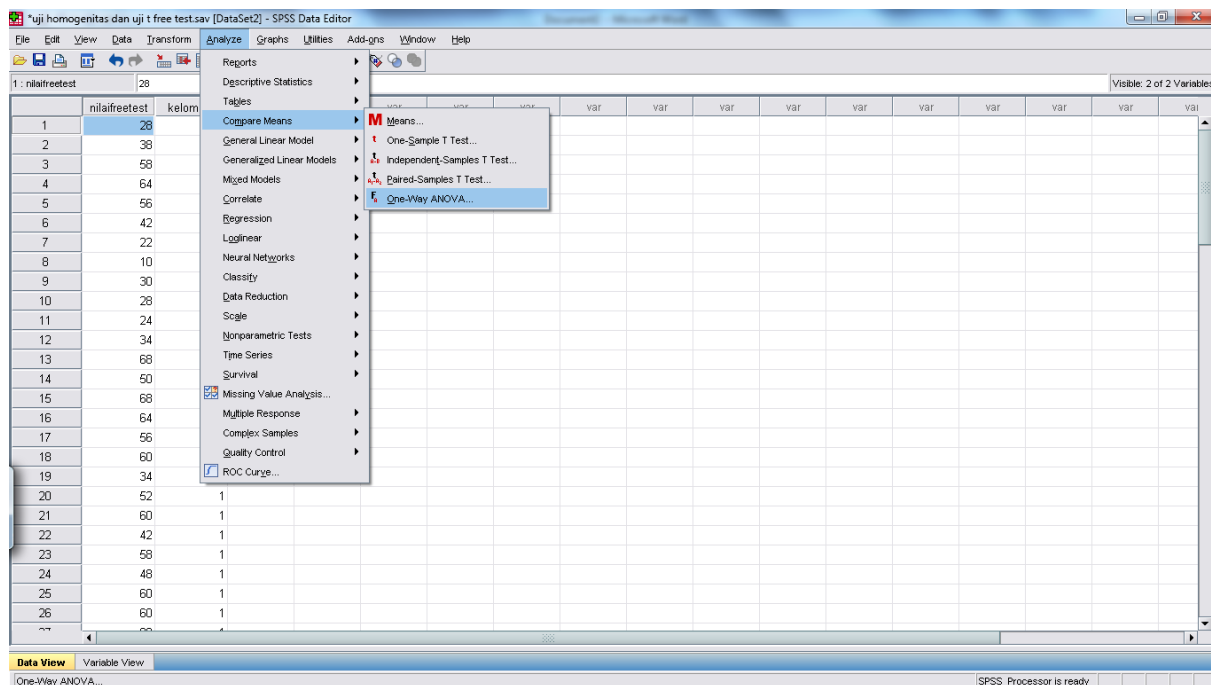 *uji homogenitas dan uji t free test.sav [DataSet2] - SPSS Data Editor
File Edit View Data Transform Analyze Graphs Utilities Add-ons Window Help
1 : nilaifreetest 28 Visible: 2 of 2 Variables
nilaifreetest kelom var var var var var var var var var var var var var
Reports
Descriptive Statistics
Tables
Compare Means
General Linear Model
Generalized Linear Models
Mixed Models
Correlate
Regression
Loglinear
Neural Networks
Classify
Data Reduction
Scale
Nonparametric Tests
Time Series
Survival
Missing Value Analysis...
Multiple Response
Complex Samples
Quality Control
ROC Curve...
M Means...
One-Sample T Test...
Independent-Samples T Test...
Paired-Samples T Test...
One-Way ANOVA...
1 28
2 38
3 58
4 64
5 56
6 42
7 22
8 10
9 30
10 28
11 24
12 34
13 68
14 50
15 68
16 64
17 56
18 60
19 34
20 52 1
21 60 1
22 42 1
23 58 1
24 48 1
25 60 1
26 60 1
Data View Variable View
One-Way ANOVA... SPSS Processor is ready